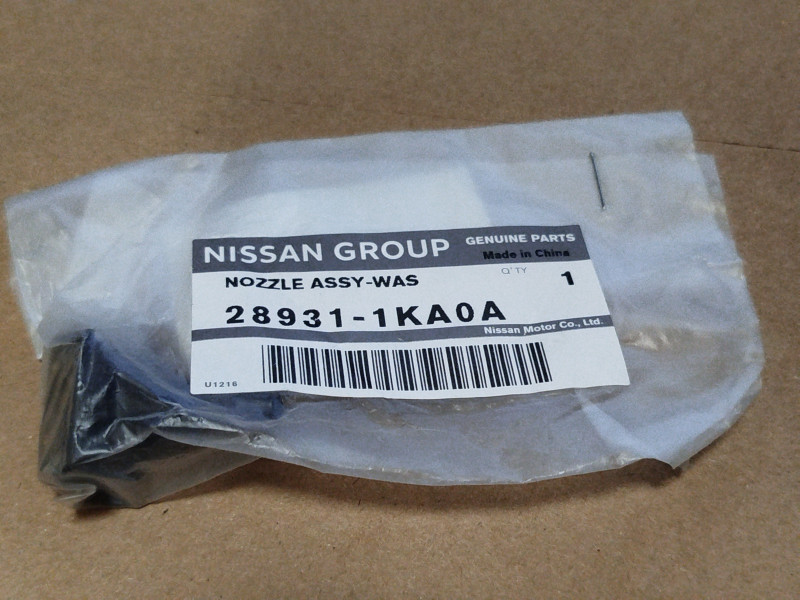 NISSAN GROUP GENUINE PARTS
Made in China
NOZZLE ASSY-WAS Q'TY 1
28931-1KA0A
Nissan Motor Co., Ltd.
U1216